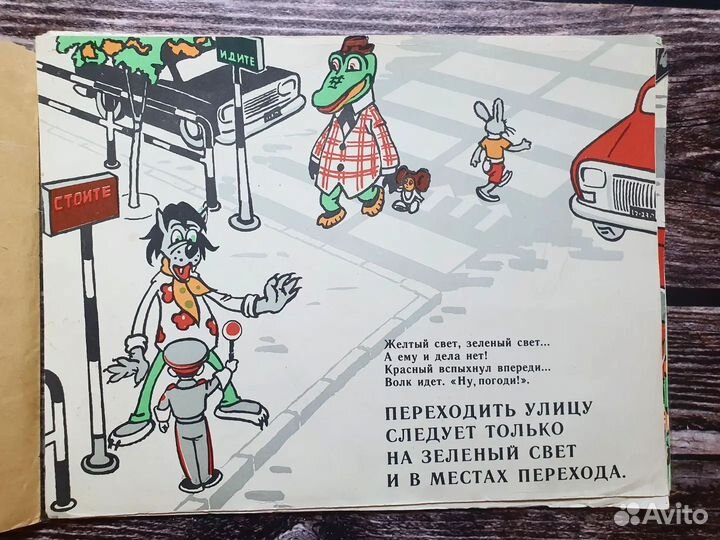 ИДИТЕ
СТОИТЕ
Желтый свет, зеленый свет...
А ему и дела нет!
Красный вспыхнул впереди...
Волк идет. «Ну, погоди!».
ПЕРЕХОДИТЬ УЛИЦУ
СЛЕДУЕТ ТОЛЬКО
НА ЗЕЛЕНЫЙ СВЕТ
И В МЕСТАХ ПЕРЕХОДА.
Avito